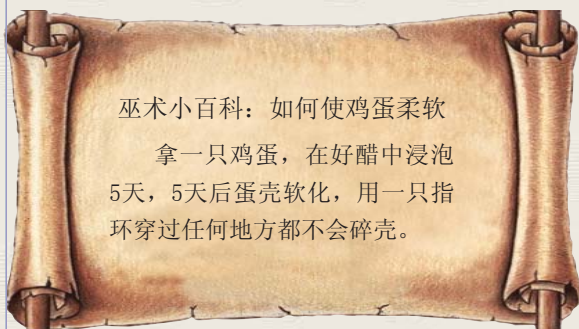 巫术小百科：如何使鸡蛋柔软
拿一只鸡蛋，在好醋中浸泡
5天，5天后蛋壳软化，用一只指
环穿过任何地方都不会碎壳。